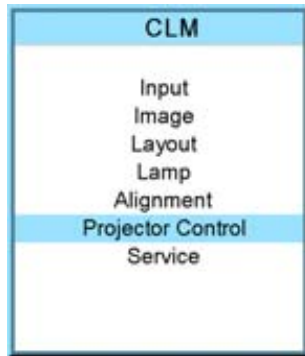 CLM
Input
Image
Layout
Lamp
Alignment
Projector Control
Service